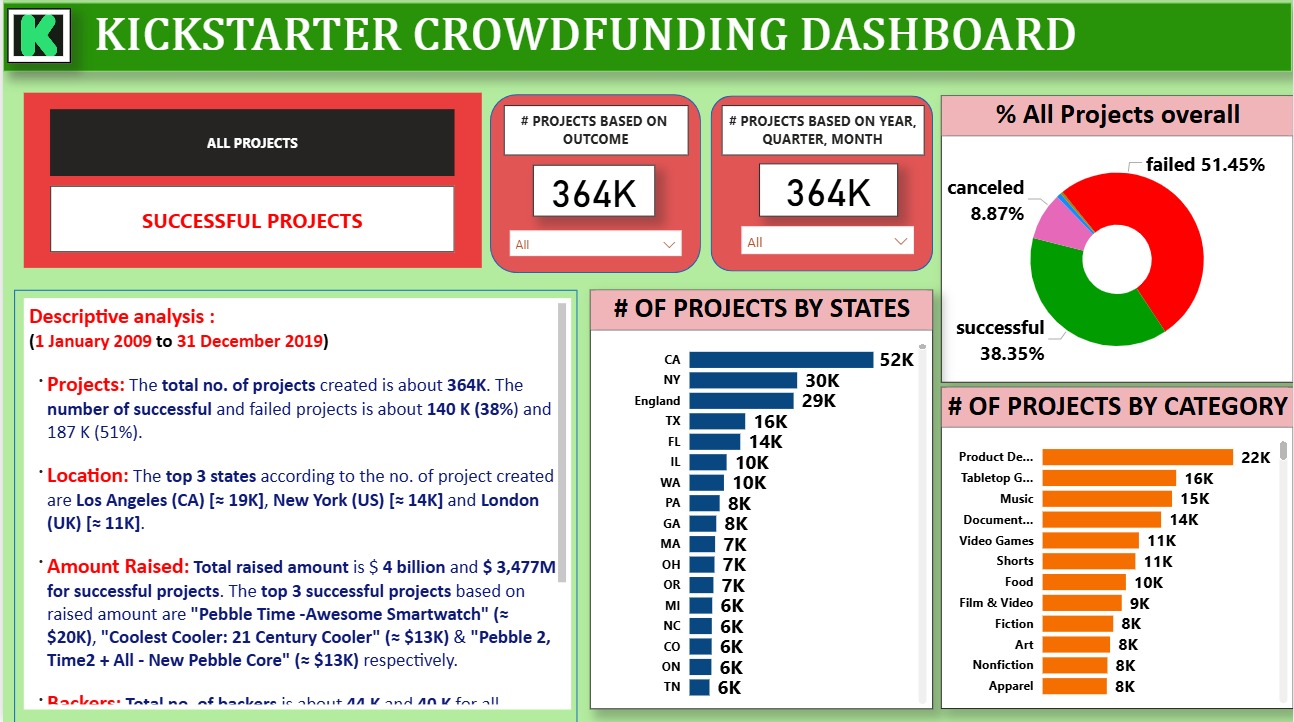 K
KICKSTARTER CROWDFUNDING DASHBOARD
ALL PROJECTS
SUCCESSFUL PROJECTS
# PROJECTS BASED ON
OUTCOME
364K
All
# PROJECTS BASED ON YEAR,
QUARTER, MONTH
364K
All
% All Projects overall
failed 51.45%
canceled
8.87%
successful
38.35%
Descriptive analysis :
(1 January 2009 to 31 December 2019)
· Projects: The total no. of projects created is about 364K. The
number of successful and failed projects is about 140 K (38%) and
187 K (51%).
· Location: The top 3 states according to the no. of project created
are Los Angeles (CA) [≈ 19K], New York (US) [≈ 14K] and London
(UK) [≈ 11K].
· Amount Raised: Total raised amount is $ 4 billion and $ 3,477M
for successful projects. The top 3 successful projects based on
raised amount are "Pebble Time -Awesome Smartwatch" (≈
$20K), "Coolest Cooler: 21 Century Cooler" (≈ $13K) & "Pebble 2,
Time2 + All - New Pebble Core" (≈ $13K) respectively.
· Backers: Total no. of backers is about 44 K and 40 K for all
# OF PROJECTS BY STATES
CA 52K
NY 30K
England 29K
TX 16K
FL 14K
IL 10K
WA 10K
PA 8K
GA 8K
MA 7K
OH 7K
OR 7K
MI 6K
NC 6K
CO 6K
ON 6K
TN 6K
# OF PROJECTS BY CATEGORY
Product De... 22K
Tabletop G... 16K
Music 15K
Document... 14K
Video Games 11K
Shorts 11K
Food 10K
Film & Video 9K
Fiction 8K
Art 8K
Nonfiction 8K
Apparel 8K